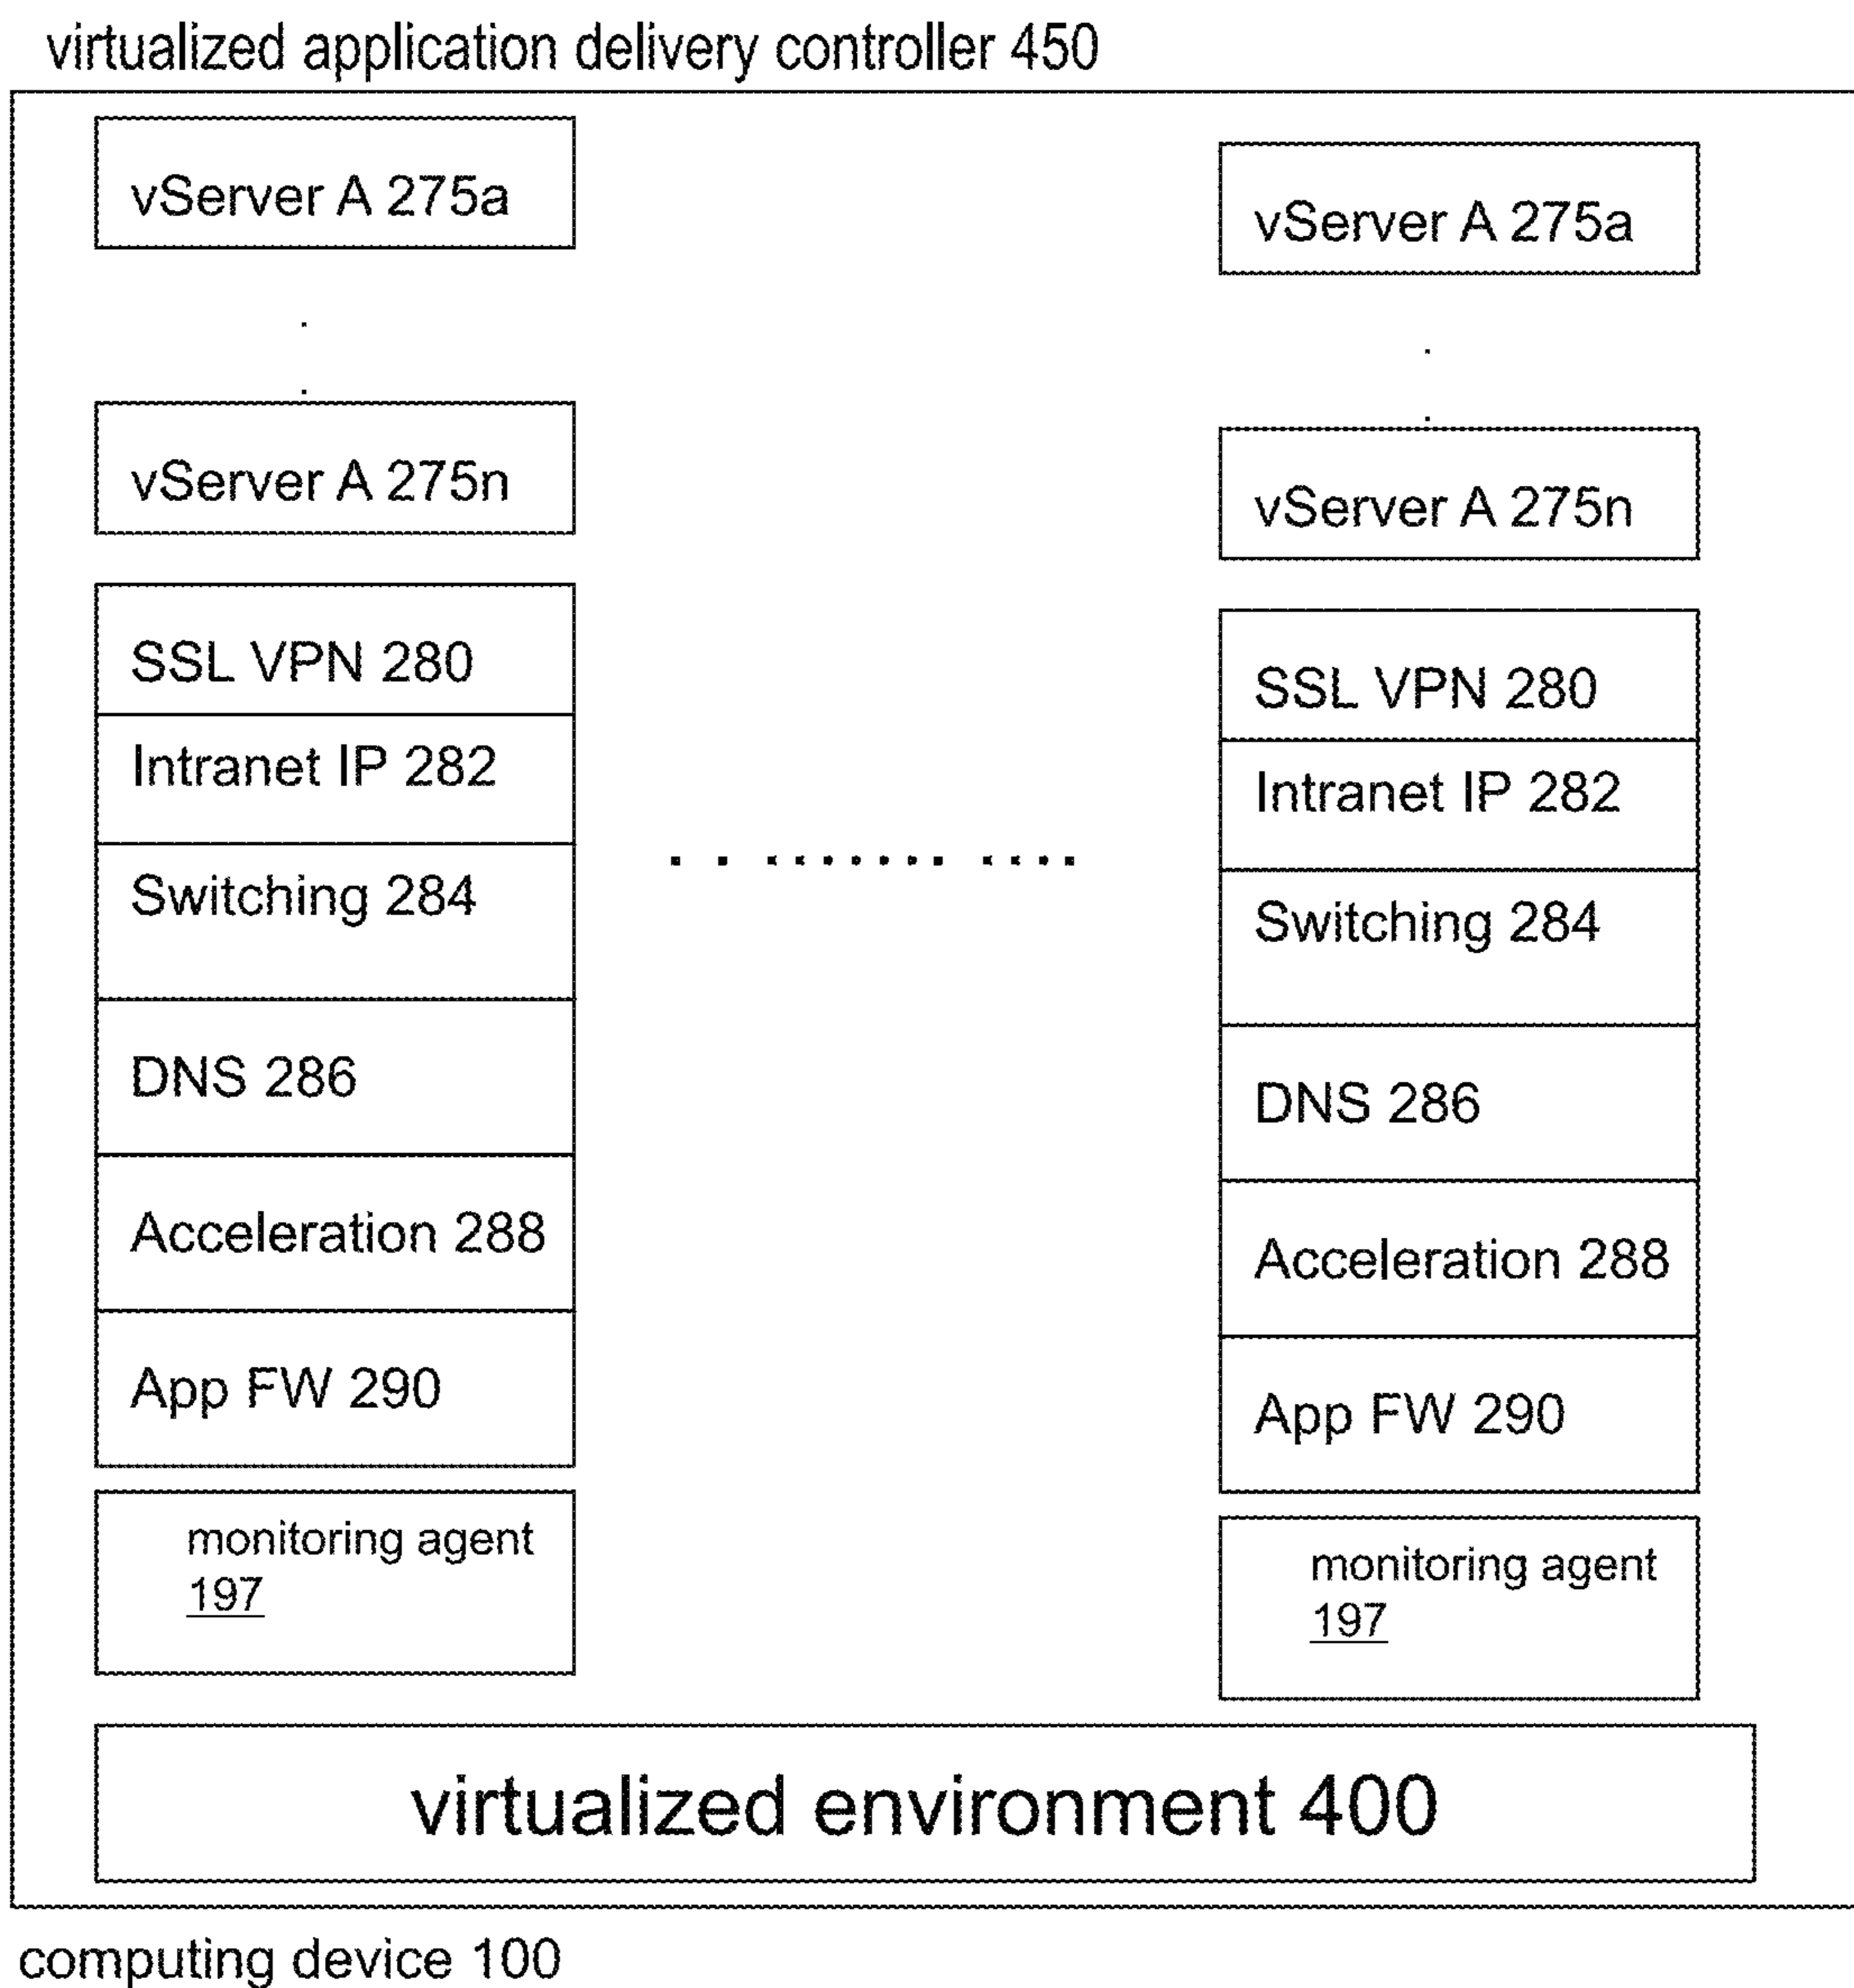 virtualized application delivery controller 450
vServer A 275a
vServer A 275n
SSL VPN 280
Intranet IP 282
Switching 284
DNS 286
Acceleration 288
App FW 290
monitoring agent
197
vServer A 275a
vServer A 275n
SSL VPN 280
Intranet IP 282
Switching 284
DNS 286
Acceleration 288
App FW 290
monitoring agent
197
virtualized environment 400
computing device 100